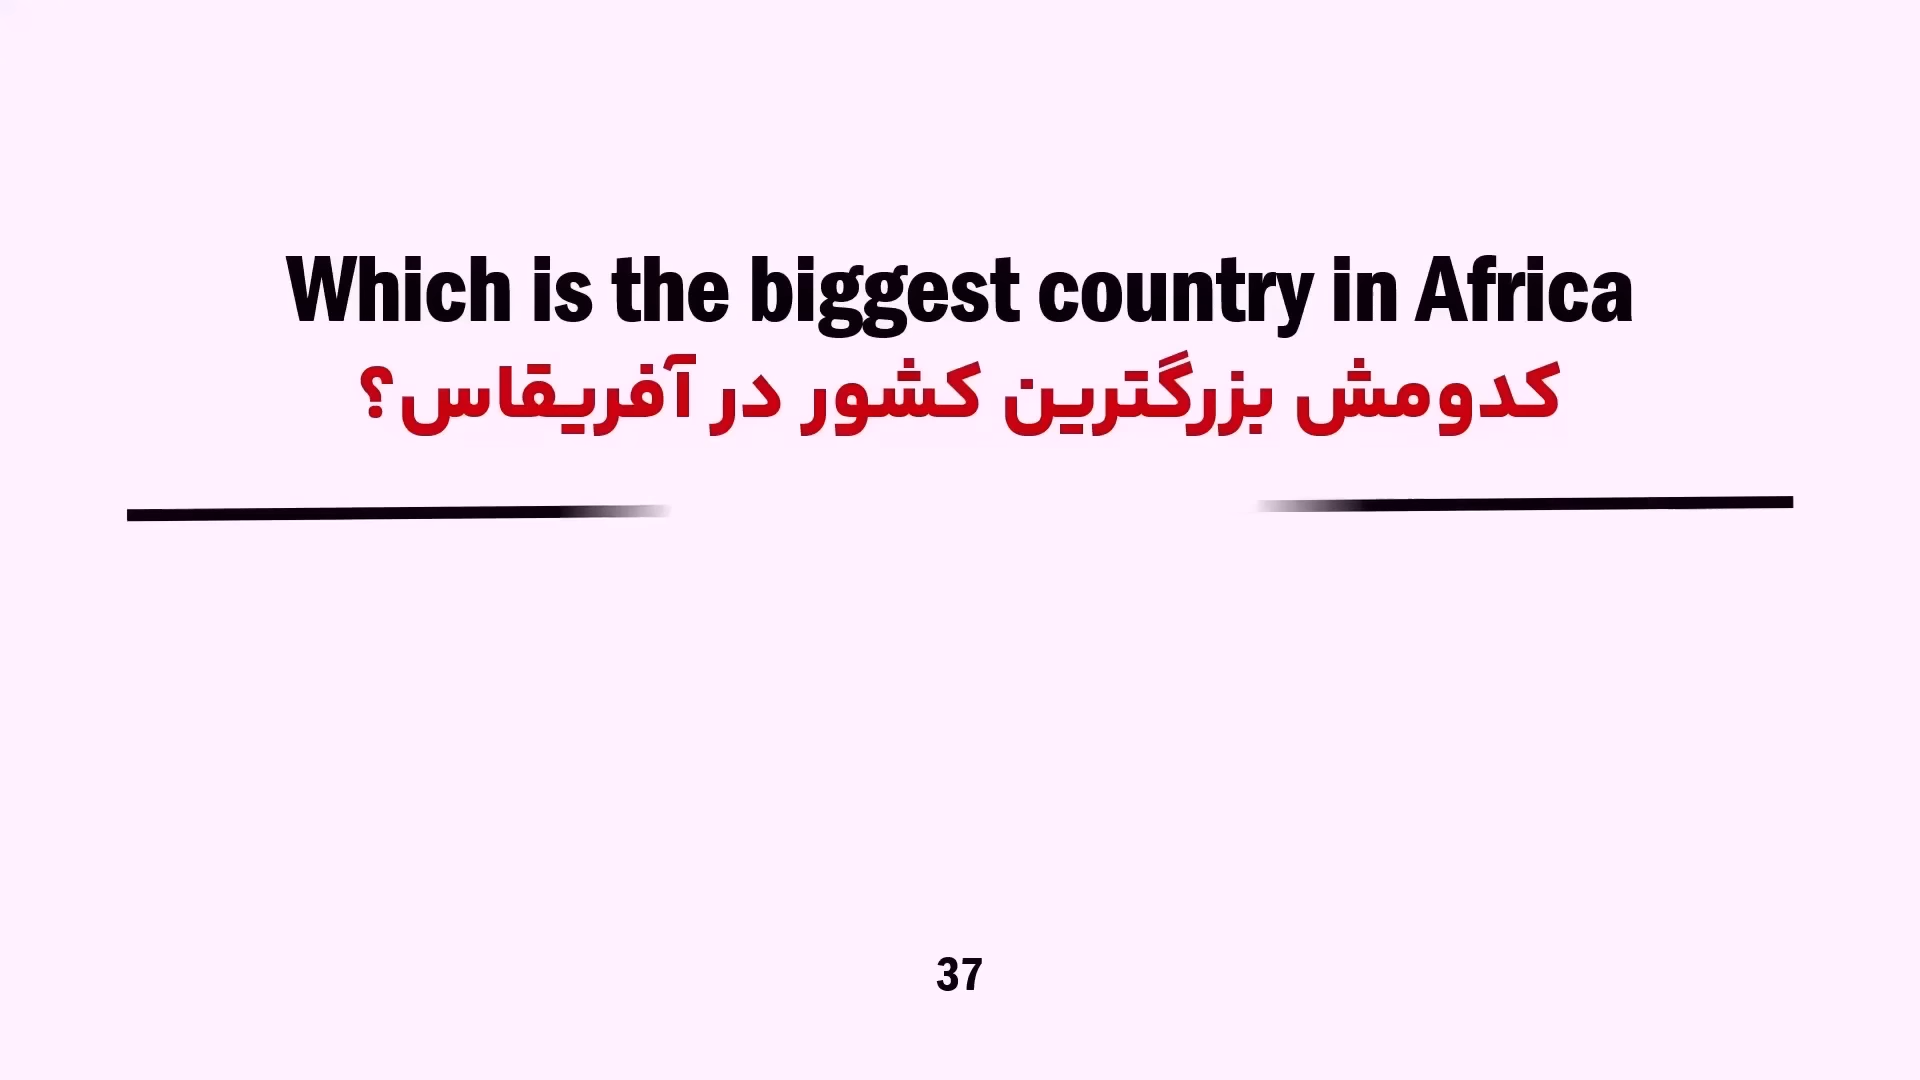 Which is the biggest country in Africa
کدومش بزرگترین کشور در آفریقاس؟
37